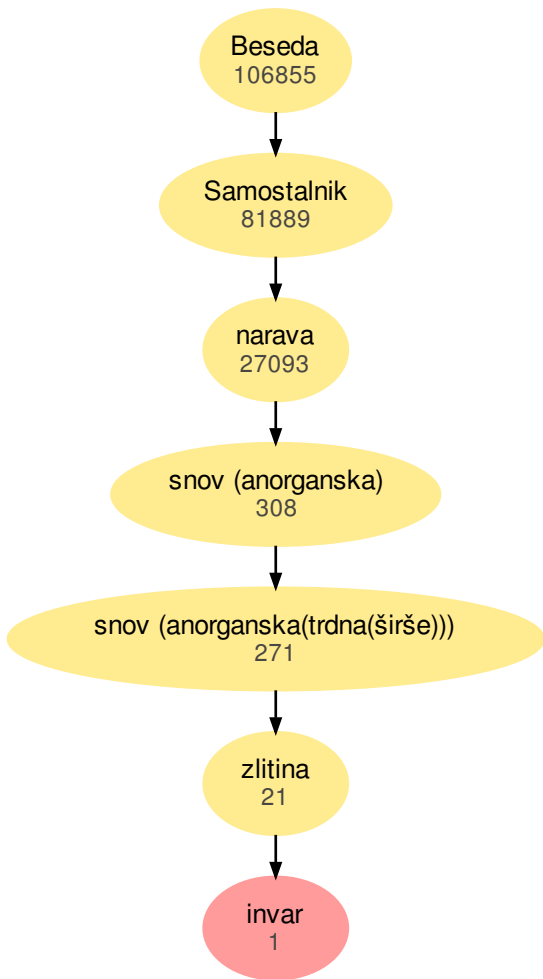 Beseda
106855
Samostalnik
81889
narava
27093
snov (anorganska)
308
snov (anorganska(trdna(širše)))
271
zlitina
21
invar
1